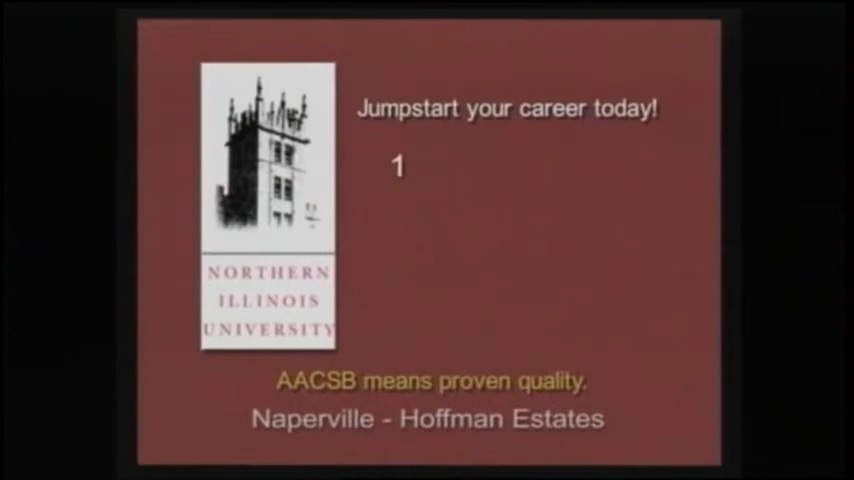 Jumpstart your career today!
1
NORTHERN
ILLINOIS
UNIVERSITY
AACSB means proven quality.
Naperville - Hoffman Estates